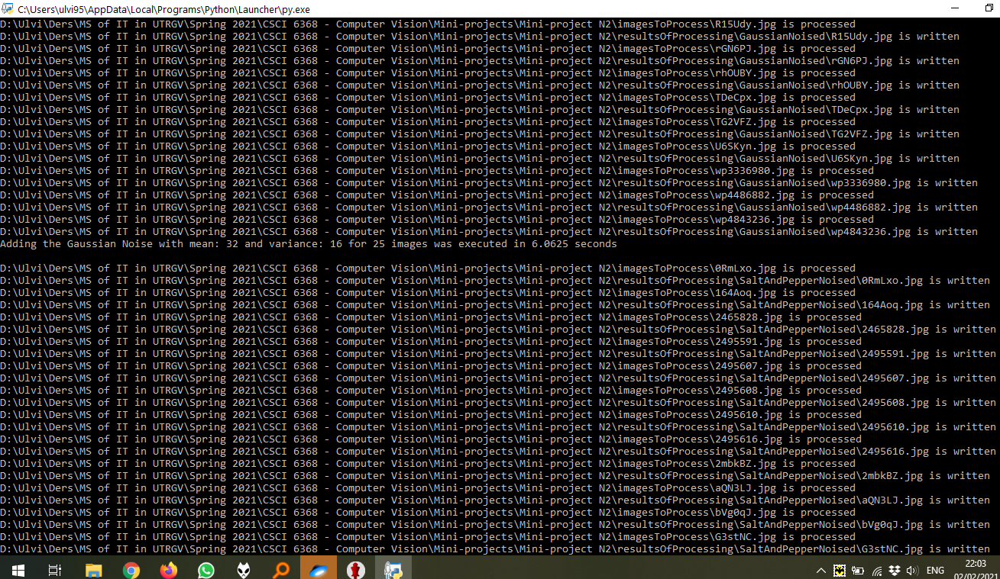 C:\Users\ulvi95\AppData\Local\Programs\Python\Launcher\py.exe
D:\Ulvi\Ders\MS of IT in UTRGV\Spring 2021\CSCI 6368 - Computer Vision\Mini-projects\Mini-project N2\imagesToProcess\R15Udy.jpg is processed
D:\Ulvi\Ders\MS of IT in UTRGV\Spring 2021\CSCI 6368 - Computer Vision\Mini-projects\Mini-project N2\resultsOfProcessing\GaussianNoised\R15Udy.jpg is written
D:\Ulvi\Ders\MS of IT in UTRGV\Spring 2021\CSCI 6368 - Computer Vision\Mini-projects\Mini-project N2\imagesToProcess\rGN6PJ.jpg is processed
D:\Ulvi\Ders\MS of IT in UTRGV\Spring 2021\CSCI 6368 - Computer Vision\Mini-projects\Mini-project N2\resultsOfProcessing\GaussianNoised\rGN6PJ.jpg is written
D:\Ulvi\Ders\MS of IT in UTRGV\Spring 2021\CSCI 6368 - Computer Vision\Mini-projects\Mini-project N2\imagesToProcess\rhOUBY.jpg is processed
D:\Ulvi\Ders\MS of IT in UTRGV\Spring 2021\CSCI 6368 - Computer Vision\Mini-projects\Mini-project N2\resultsOfProcessing\GaussianNoised\rhOUBY.jpg is written
D:\Ulvi\Ders\MS of IT in UTRGV\Spring 2021\CSCI 6368 - Computer Vision\Mini-projects\Mini-project N2\imagesToProcess\TDeCpx.jpg is processed
D:\Ulvi\Ders\MS of IT in UTRGV\Spring 2021\CSCI 6368 - Computer Vision\Mini-projects\Mini-project N2\resultsOfProcessing\GaussianNoised\TDeCpx.jpg is written
D:\Ulvi\Ders\MS of IT in UTRGV\Spring 2021\CSCI 6368 - Computer Vision\Mini-projects\Mini-project N2\imagesToProcess\TG2VFZ.jpg is processed
D:\Ulvi\Ders\MS of IT in UTRGV\Spring 2021\CSCI 6368 - Computer Vision\Mini-projects\Mini-project N2\resultsOfProcessing\GaussianNoised\TG2VFZ.jpg is written
D:\Ulvi\Ders\MS of IT in UTRGV\Spring 2021\CSCI 6368 - Computer Vision\Mini-projects\Mini-project N2\imagesToProcess\U6SKyn.jpg is processed
D:\Ulvi\Ders\MS of IT in UTRGV\Spring 2021\CSCI 6368 - Computer Vision\Mini-projects\Mini-project N2\resultsOfProcessing\GaussianNoised\U6SKyn.jpg is written
D:\Ulvi\Ders\MS of IT in UTRGV\Spring 2021\CSCI 6368 - Computer Vision\Mini-projects\Mini-project N2\imagesToProcess\wp3336980.jpg is processed
D:\Ulvi\Ders\MS of IT in UTRGV\Spring 2021\CSCI 6368 - Computer Vision\Mini-projects\Mini-project N2\resultsOfProcessing\GaussianNoised\wp3336980.jpg is written
D:\Ulvi\Ders\MS of IT in UTRGV\Spring 2021\CSCI 6368 - Computer Vision\Mini-projects\Mini-project N2\imagesToProcess\wp4486882.jpg is processed
D:\Ulvi\Ders\MS of IT in UTRGV\Spring 2021\CSCI 6368 - Computer Vision\Mini-projects\Mini-project N2\resultsOfProcessing\GaussianNoised\wp4486882.jpg is written
D:\Ulvi\Ders\MS of IT in UTRGV\Spring 2021\CSCI 6368 - Computer Vision\Mini-projects\Mini-project N2\imagesToProcess\wp4843236.jpg is processed
D:\Ulvi\Ders\MS of IT in UTRGV\Spring 2021\CSCI 6368 - Computer Vision\Mini-projects\Mini-project N2\resultsOfProcessing\GaussianNoised\wp4843236.jpg is written
Adding the Gaussian Noise with mean: 32 and variance: 16 for 25 images was executed in 6.0625 seconds
D:\Ulvi\Ders\MS of IT in UTRGV\Spring 2021\CSCI 6368 - Computer Vision\Mini-projects\Mini-project N2\imagesToProcess\0RmLxo.jpg is processed
D:\Ulvi\Ders\MS of IT in UTRGV\Spring 2021\CSCI 6368 - Computer Vision\Mini-projects\Mini-project N2\resultsOfProcessing\SaltAndPepperNoised\0RmLxo.jpg is written
D:\Ulvi\Ders\MS of IT in UTRGV\Spring 2021\CSCI 6368 - Computer Vision\Mini-projects\Mini-project N2\imagesToProcess\164Aoq.jpg is processed
D:\Ulvi\Ders\MS of IT in UTRGV\Spring 2021\CSCI 6368 - Computer Vision\Mini-projects\Mini-project N2\resultsOfProcessing\SaltAndPepperNoised\164Aoq.jpg is written
D:\Ulvi\Ders\MS of IT in UTRGV\Spring 2021\CSCI 6368 - Computer Vision\Mini-projects\Mini-project N2\imagesToProcess\2465828.jpg is processed
D:\Ulvi\Ders\MS of IT in UTRGV\Spring 2021\CSCI 6368 - Computer Vision\Mini-projects\Mini-project N2\resultsOfProcessing\SaltAndPepperNoised\2465828.jpg is written
D:\Ulvi\Ders\MS of IT in UTRGV\Spring 2021\CSCI 6368 - Computer Vision\Mini-projects\Mini-project N2\imagesToProcess\2495591.jpg is processed
D:\Ulvi\Ders\MS of IT in UTRGV\Spring 2021\CSCI 6368 - Computer Vision\Mini-projects\Mini-project N2\resultsOfProcessing\SaltAndPepperNoised\2495591.jpg is written
D:\Ulvi\Ders\MS of IT in UTRGV\Spring 2021\CSCI 6368 - Computer Vision\Mini-projects\Mini-project N2\imagesToProcess\2495607.jpg is processed
D:\Ulvi\Ders\MS of IT in UTRGV\Spring 2021\CSCI 6368 - Computer Vision\Mini-projects\Mini-project N2\resultsOfProcessing\SaltAndPepperNoised\2495607.jpg is written
D:\Ulvi\Ders\MS of IT in UTRGV\Spring 2021\CSCI 6368 - Computer Vision\Mini-projects\Mini-project N2\imagesToProcess\2495608.jpg is processed
D:\Ulvi\Ders\MS of IT in UTRGV\Spring 2021\CSCI 6368 - Computer Vision\Mini-projects\Mini-project N2\resultsOfProcessing\SaltAndPepperNoised\2495608.jpg is written
D:\Ulvi\Ders\MS of IT in UTRGV\Spring 2021\CSCI 6368 - Computer Vision\Mini-projects\Mini-project N2\imagesToProcess\2495610.jpg is processed
D:\Ulvi\Ders\MS of IT in UTRGV\Spring 2021\CSCI 6368 - Computer Vision\Mini-projects\Mini-project N2\resultsOfProcessing\SaltAndPepperNoised\2495610.jpg is written
D:\Ulvi\Ders\MS of IT in UTRGV\Spring 2021\CSCI 6368 - Computer Vision\Mini-projects\Mini-project N2\imagesToProcess\2495616.jpg is processed
D:\Ulvi\Ders\MS of IT in UTRGV\Spring 2021\CSCI 6368 - Computer Vision\Mini-projects\Mini-project N2\resultsOfProcessing\SaltAndPepperNoised\2495616.jpg is written
D:\Ulvi\Ders\MS of IT in UTRGV\Spring 2021\CSCI 6368 - Computer Vision\Mini-projects\Mini-project N2\imagesToProcess\2mbkBZ.jpg is processed
D:\Ulvi\Ders\MS of IT in UTRGV\Spring 2021\CSCI 6368 - Computer Vision\Mini-projects\Mini-project N2\resultsOfProcessing\SaltAndPepperNoised\2mbkBZ.jpg is written
D:\Ulvi\Ders\MS of IT in UTRGV\Spring 2021\CSCI 6368 - Computer Vision\Mini-projects\Mini-project N2\imagesToProcess\aQN3LJ.jpg is processed
D:\Ulvi\Ders\MS of IT in UTRGV\Spring 2021\CSCI 6368 - Computer Vision\Mini-projects\Mini-project N2\resultsOfProcessing\SaltAndPepperNoised\aQN3LJ.jpg is written
D:\Ulvi\Ders\MS of IT in UTRGV\Spring 2021\CSCI 6368 - Computer Vision\Mini-projects\Mini-project N2\imagesToProcess\bVg0qJ.jpg is processed
D:\Ulvi\Ders\MS of IT in UTRGV\Spring 2021\CSCI 6368 - Computer Vision\Mini-projects\Mini-project N2\resultsOfProcessing\SaltAndPepperNoised\bVg0qJ.jpg is written
D:\Ulvi\Ders\MS of IT in UTRGV\Spring 2021\CSCI 6368 - Computer Vision\Mini-projects\Mini-project N2\imagesToProcess\G3stNC.jpg is processed
D:\Ulvi\Ders\MS of IT in UTRGV\Spring 2021\CSCI 6368 - Computer Vision\Mini-projects\Mini-project N2\resultsOfProcessing\SaltAndPepperNoised\G3stNC.jpg is written
ENG
22:03
02/02/2021